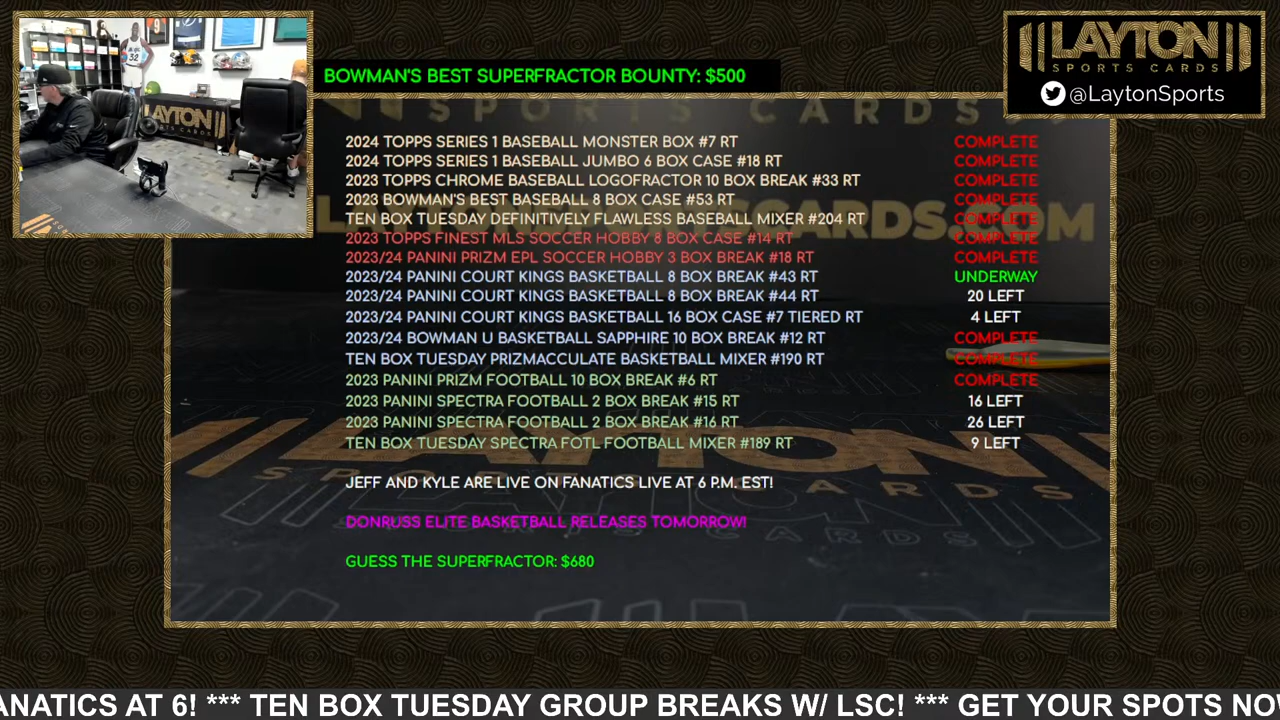 BOWMAN'S BEST SUPERFRACTOR BOUNTY: $500
LAYTON
SPORTS CARDS
@LaytonSports
SPORTS CARDS
2024 TOPPS SERIES 1 BASEBALL MONSTER BOX #7 RT COMPLETE
2024 TOPPS SERIES 1 BASEBALL JUMBO 6 BOX CASE #18 RT COMPLETE
2023 TOPPS CHROME BASEBALL LOGOFRACTOR 10 BOX BREAK #33 RT COMPLETE
2023 BOWMAN'S BEST BASEBALL 8 BOX CASE #53 RT COMPLETE
TEN BOX TUESDAY DEFINITIVELY FLAWLESS BASEBALL MIXER #204 RT COMPLETE
2023 TOPPS FINEST MLS SOCCER HOBBY 8 BOX CASE #14 RT COMPLETE
2023/24 PANINI PRIZM EPL SOCCER HOBBY 3 BOX BREAK #18 RT COMPLETE
2023/24 PANINI COURT KINGS BASKETBALL 8 BOX BREAK #43 RT UNDERWAY
2023/24 PANINI COURT KINGS BASKETBALL 8 BOX BREAK #44 RT 20 LEFT
2023/24 PANINI COURT KINGS BASKETBALL 16 BOX CASE #7 TIERED RT 4 LEFT
2023/24 BOWMAN U BASKETBALL SAPPHIRE 10 BOX BREAK #12 RT COMPLETE
TEN BOX TUESDAY PRIZMACCULATE BASKETBALL MIXER #190 RT COMPLETE
2023 PANINI PRIZM FOOTBALL 10 BOX BREAK #6 RT COMPLETE
2023 PANINI SPECTRA FOOTBALL 2 BOX BREAK #15 RT 16 LEFT
2023 PANINI SPECTRA FOOTBALL 2 BOX BREAK #16 RT 26 LEFT
TEN BOX TUESDAY SPECTRA FOTL FOOTBALL MIXER #189 RT 9 LEFT
JEFF AND KYLE ARE LIVE ON FANATICS LIVE AT 6 P.M. EST!
DONRUSS ELITE BASKETBALL RELEASES TOMORROW!
GUESS THE SUPERFRACTOR: $680
ANATICS AT 6! *** TEN BOX TUESDAY GROUP BREAKS W/ LSC! *** GET YOUR SPOTS NO